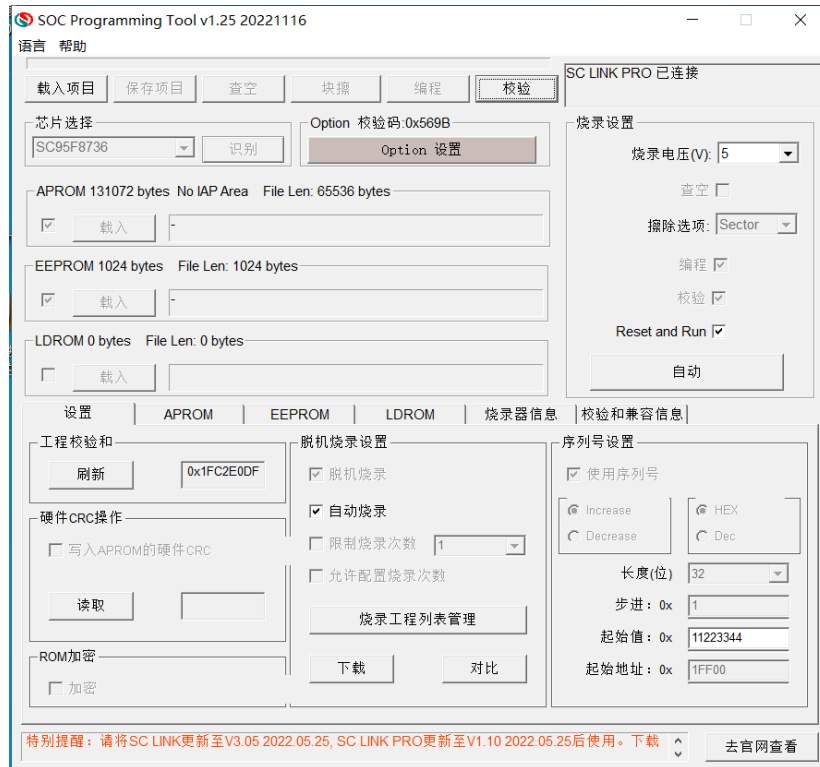 SOC Programming Tool v1.25 20221116
语言 帮助
载入项目 保存项目 查空 块擦 编程 校验
SC LINK PRO 已连接
芯片选择
SC95F8736 识别
Option 校验码:0x569B
Option 设置
APROM 131072 bytes No IAP Area File Len: 65536 bytes
载入 -
EEPROM 1024 bytes File Len: 1024 bytes
载入 -
LDROM 0 bytes File Len: 0 bytes
载入
烧录设置
烧录电压(V): 5
查空
擦除选项: Sector
编程
校验
Reset and Run
自动
设置 APROM EEPROM LDROM 烧录器信息 校验和兼容信息
工程校验和
刷新 0x1FC2E0DF
硬件CRC操作
写入APROM的硬件CRC
读取
ROM加密
加密
脱机烧录设置
脱机烧录
自动烧录
限制烧录次数 1
允许配置烧录次数
烧录工程列表管理
下载 对比
序列号设置
使用序列号
Increase HEX
Decrease Dec
长度(位) 32
步进：0x 1
起始值：0x 11223344
起始地址：0x 1FF00
特别提醒：请将SC LINK更新至V3.05 2022.05.25, SC LINK PRO更新至V1.10 2022.05.25后使用。下载
去官网查看